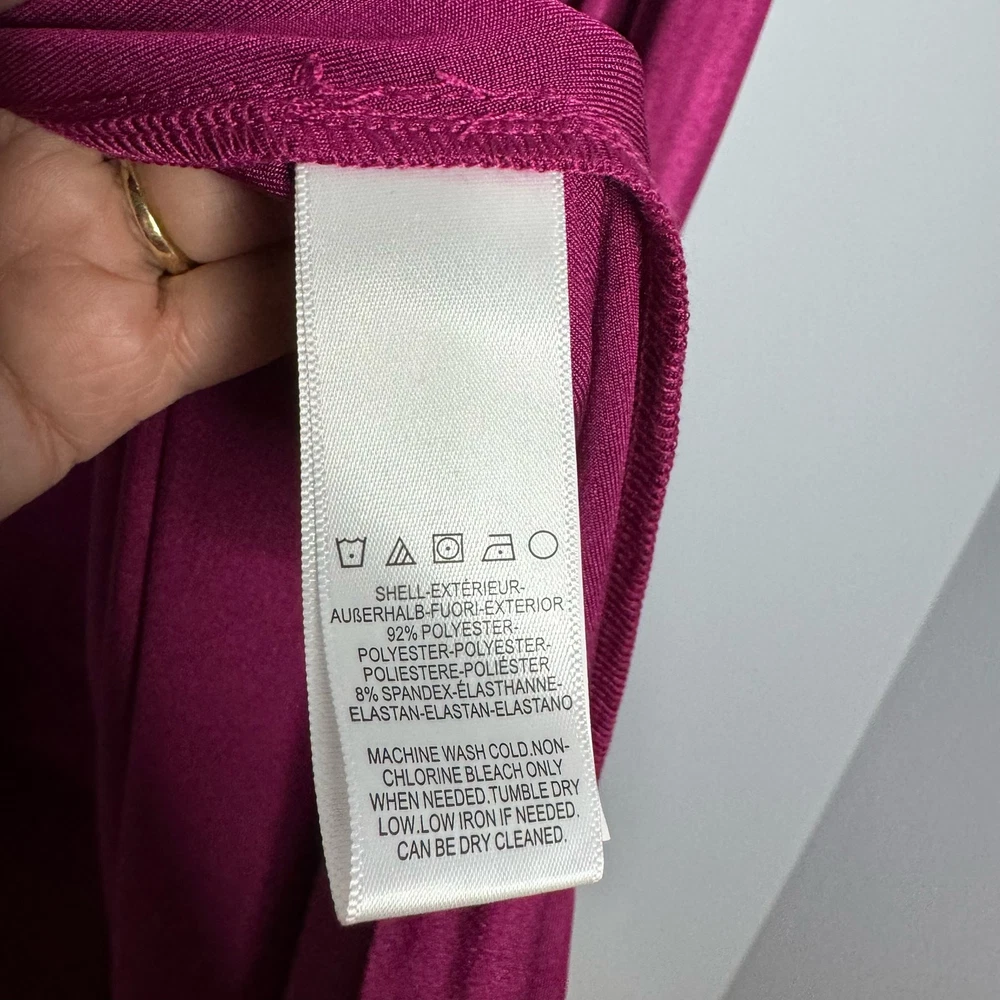 SHELL-EXTÉRIEUR-
AUßERHALB-FUORI-EXTERIOR
92% POLYESTER-
POLYESTER-POLYESTER-
POLIESTERE-POLIÉSTER
8% SPANDEX-ÉLASTHANNE-
ELASTAN-ELASTAN-ELASTANO
MACHINE WASH COLD.NON-
CHLORINE BLEACH ONLY
WHEN NEEDED.TUMBLE DRY
LOW.LOW IRON IF NEEDED.
CAN BE DRY CLEANED.